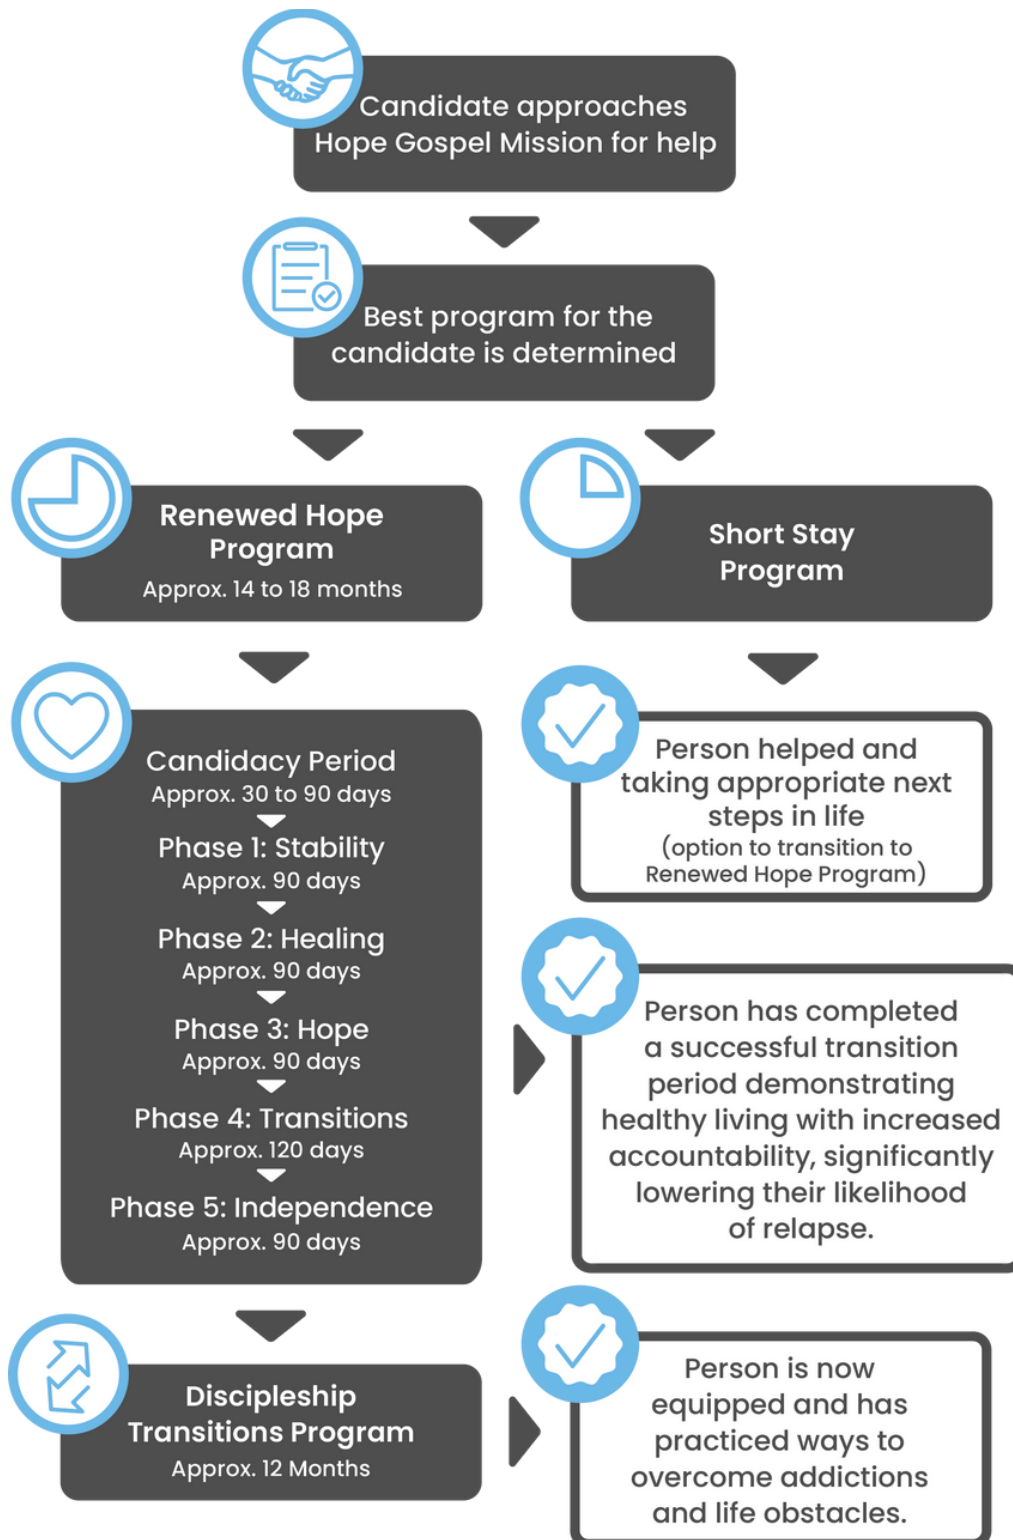 Candidate approaches
Hope Gospel Mission for help
Best program for the
candidate is determined
Renewed Hope
Program
Approx. 14 to 18 months
Short Stay
Program
Candidacy Period
Approx. 30 to 90 days
Phase 1: Stability
Approx. 90 days
Phase 2: Healing
Approx. 90 days
Phase 3: Hope
Approx. 90 days
Phase 4: Transitions
Approx. 120 days
Phase 5: Independence
Approx. 90 days
Person helped and
taking appropriate next
steps in life
(option to transition to
Renewed Hope Program)
Person has completed
a successful transition
period demonstrating
healthy living with increased
accountability, significantly
lowering their likelihood
of relapse.
Discipleship
Transitions Program
Approx. 12 Months
Person is now
equipped and has
practiced ways to
overcome addictions
and life obstacles.